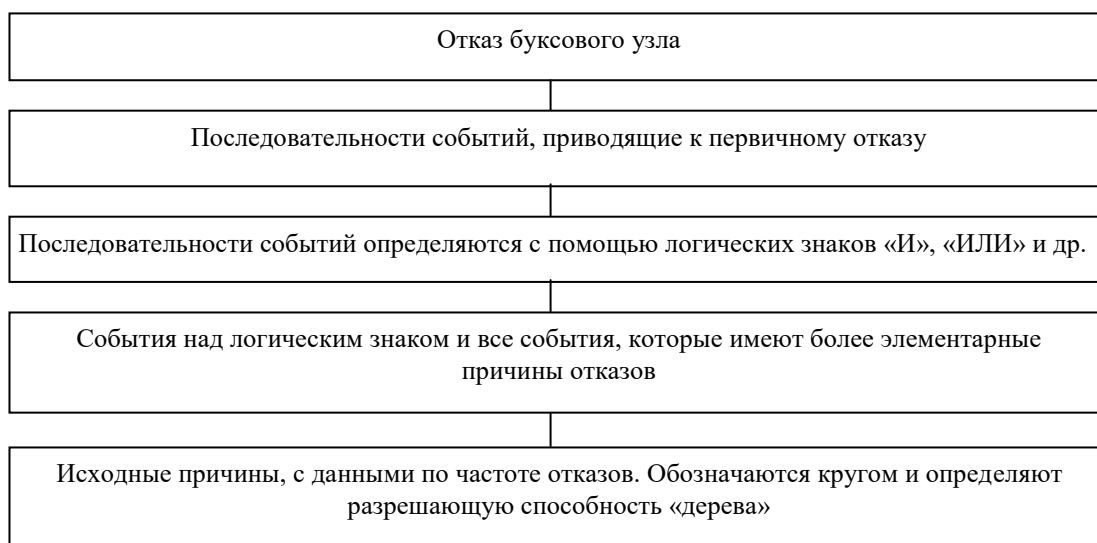 Отказ буксового узла
Последовательности событий, приводящие к первичному отказу
Последовательности событий определяются с помощью логических знаков «И», «ИЛИ» и др.
События над логическим знаком и все события, которые имеют более элементарные
причины отказов
Исходные причины, с данными по частоте отказов. Обозначаются кругом и определяют
разрешающую способность «дерева»